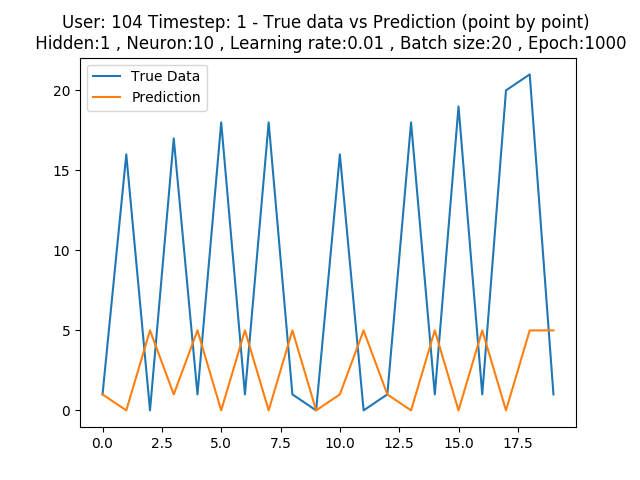 User: 104 Timestep: 1 - True data vs Prediction (point by point)
Hidden:1 , Neuron:10 , Learning rate:0.01 , Batch size:20 , Epoch:1000
True Data
Prediction
20
15
10
5
0
0.0 2.5 5.0 7.5 10.0 12.5 15.0 17.5